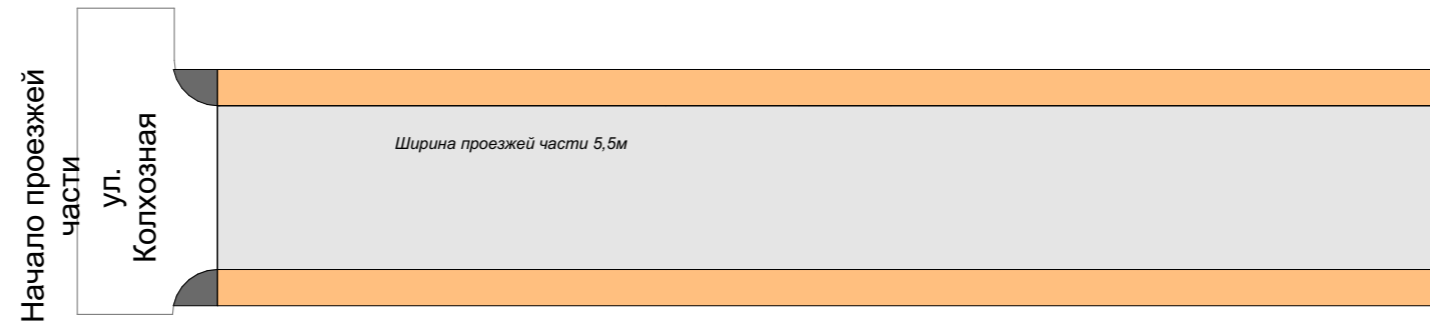 Начало проезжей
части
ул.
Колхозная
Ширина проезжей части 5,5м